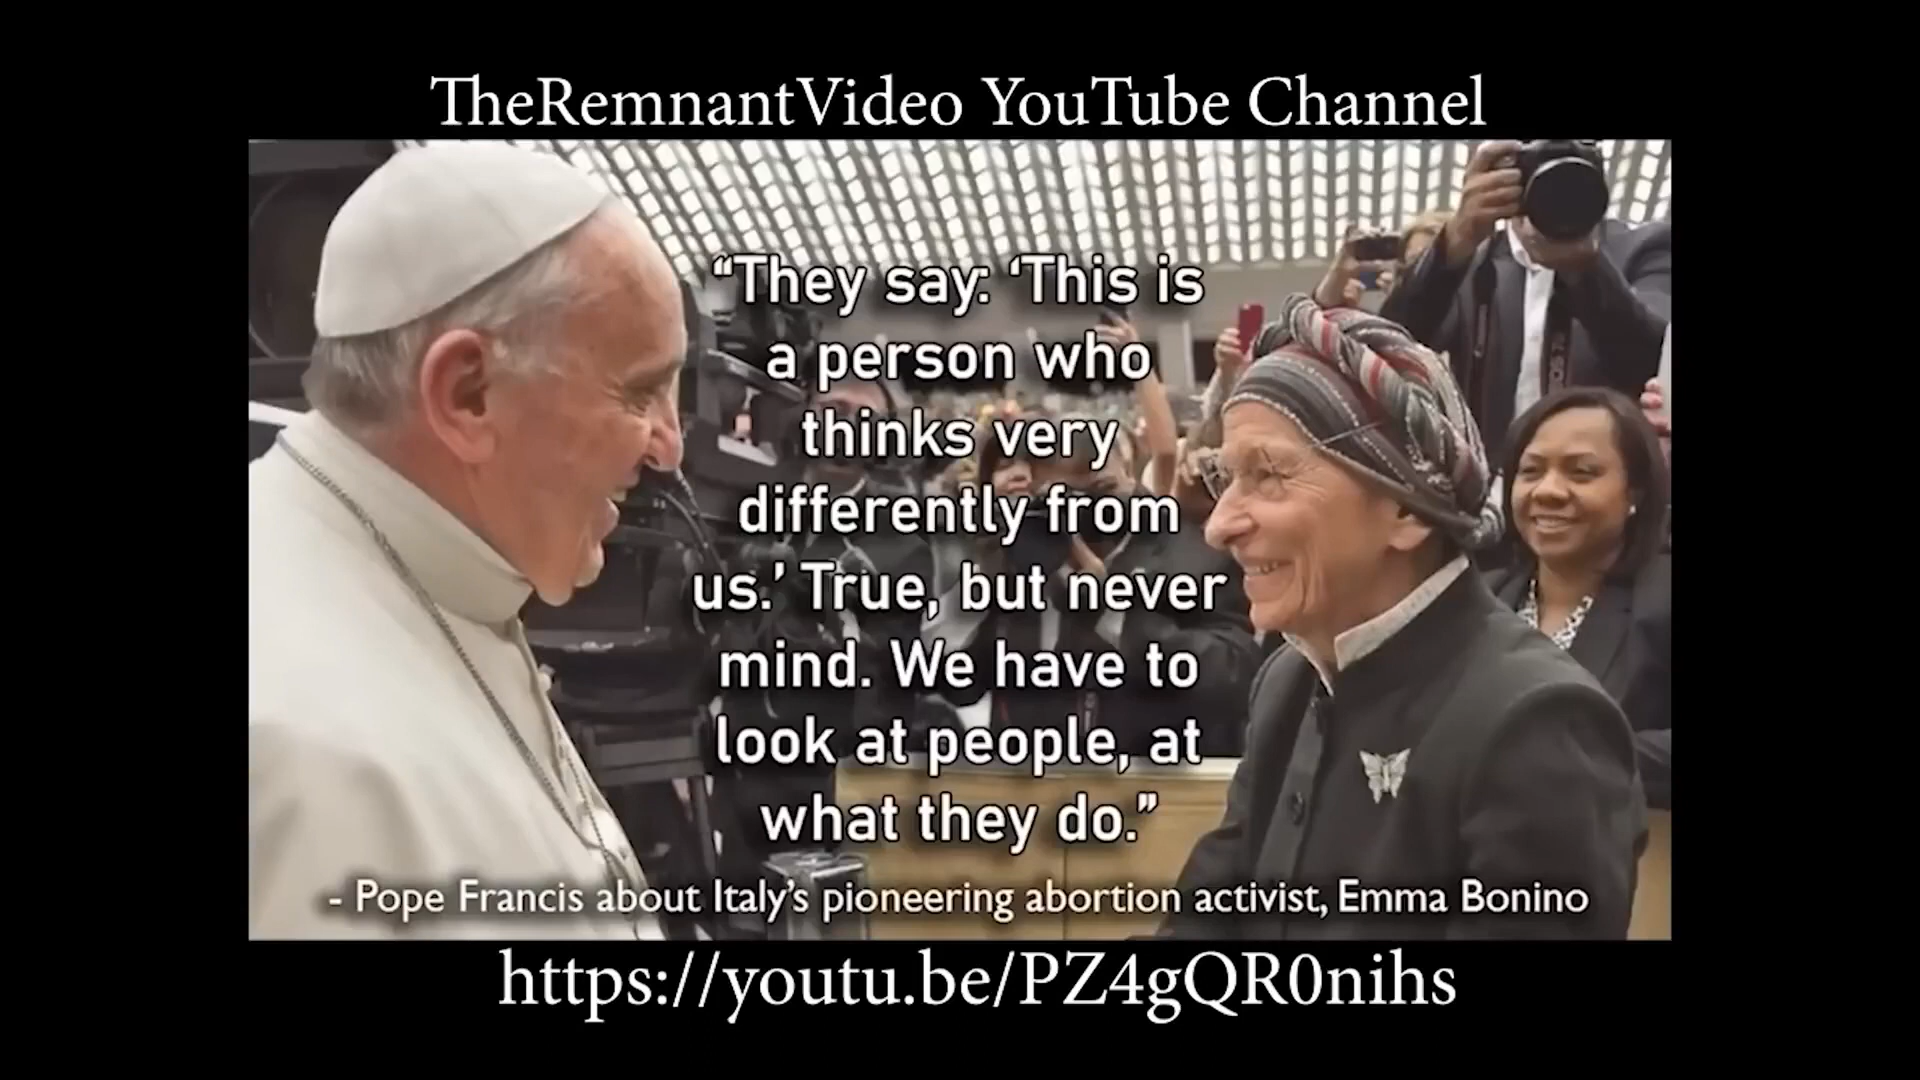 TheRemnantVideo YouTube Channel
“They say: ‘This is
a person who
thinks very
differently from
us.’ True, but never
mind. We have to
look at people, at
what they do.”
- Pope Francis about Italy’s pioneering abortion activist, Emma Bonino
https://youtu.be/PZ4gQR0nihs